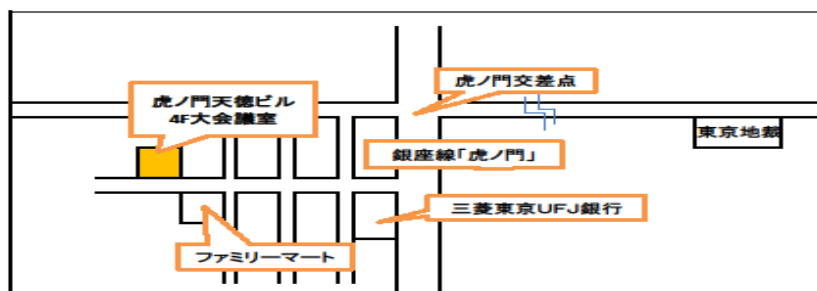 虎ノ門交差点
虎ノ門天徳ビル
4F大会議室
東京地裁
銀座線「虎ノ門」
三菱東京UFJ銀行
ファミリーマート